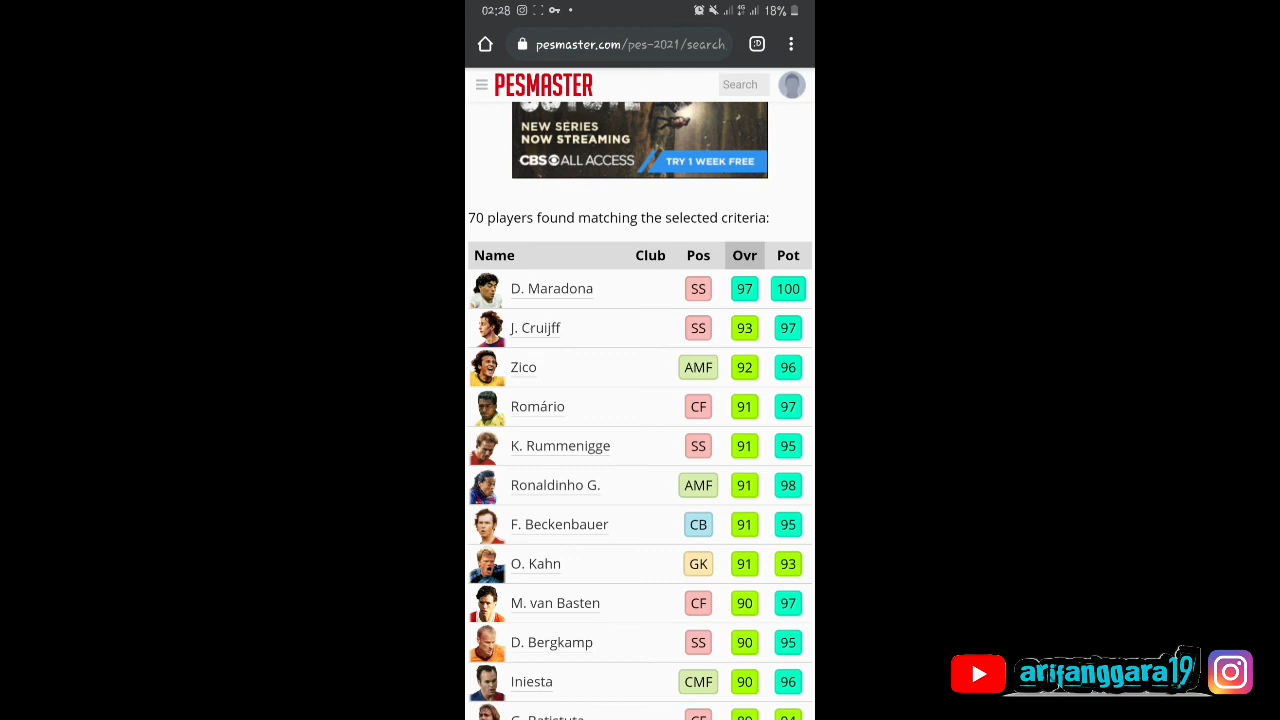 02:28 4G 18%
pesmaster.com/pes-2021/search :D
PESMASTER Search
NEW SERIES
NOW STREAMING
CBS ALL ACCESS TRY 1 WEEK FREE
70 players found matching the selected criteria:
Name Club Pos Ovr Pot
D. Maradona SS 97 100
J. Cruijff SS 93 97
Zico AMF 92 96
Romário CF 91 97
K. Rummenigge SS 91 95
Ronaldinho G. AMF 91 98
F. Beckenbauer CB 91 95
O. Kahn GK 91 93
M. van Basten CF 90 97
D. Bergkamp SS 90 95
Iniesta CMF 90 96
arifanggara19